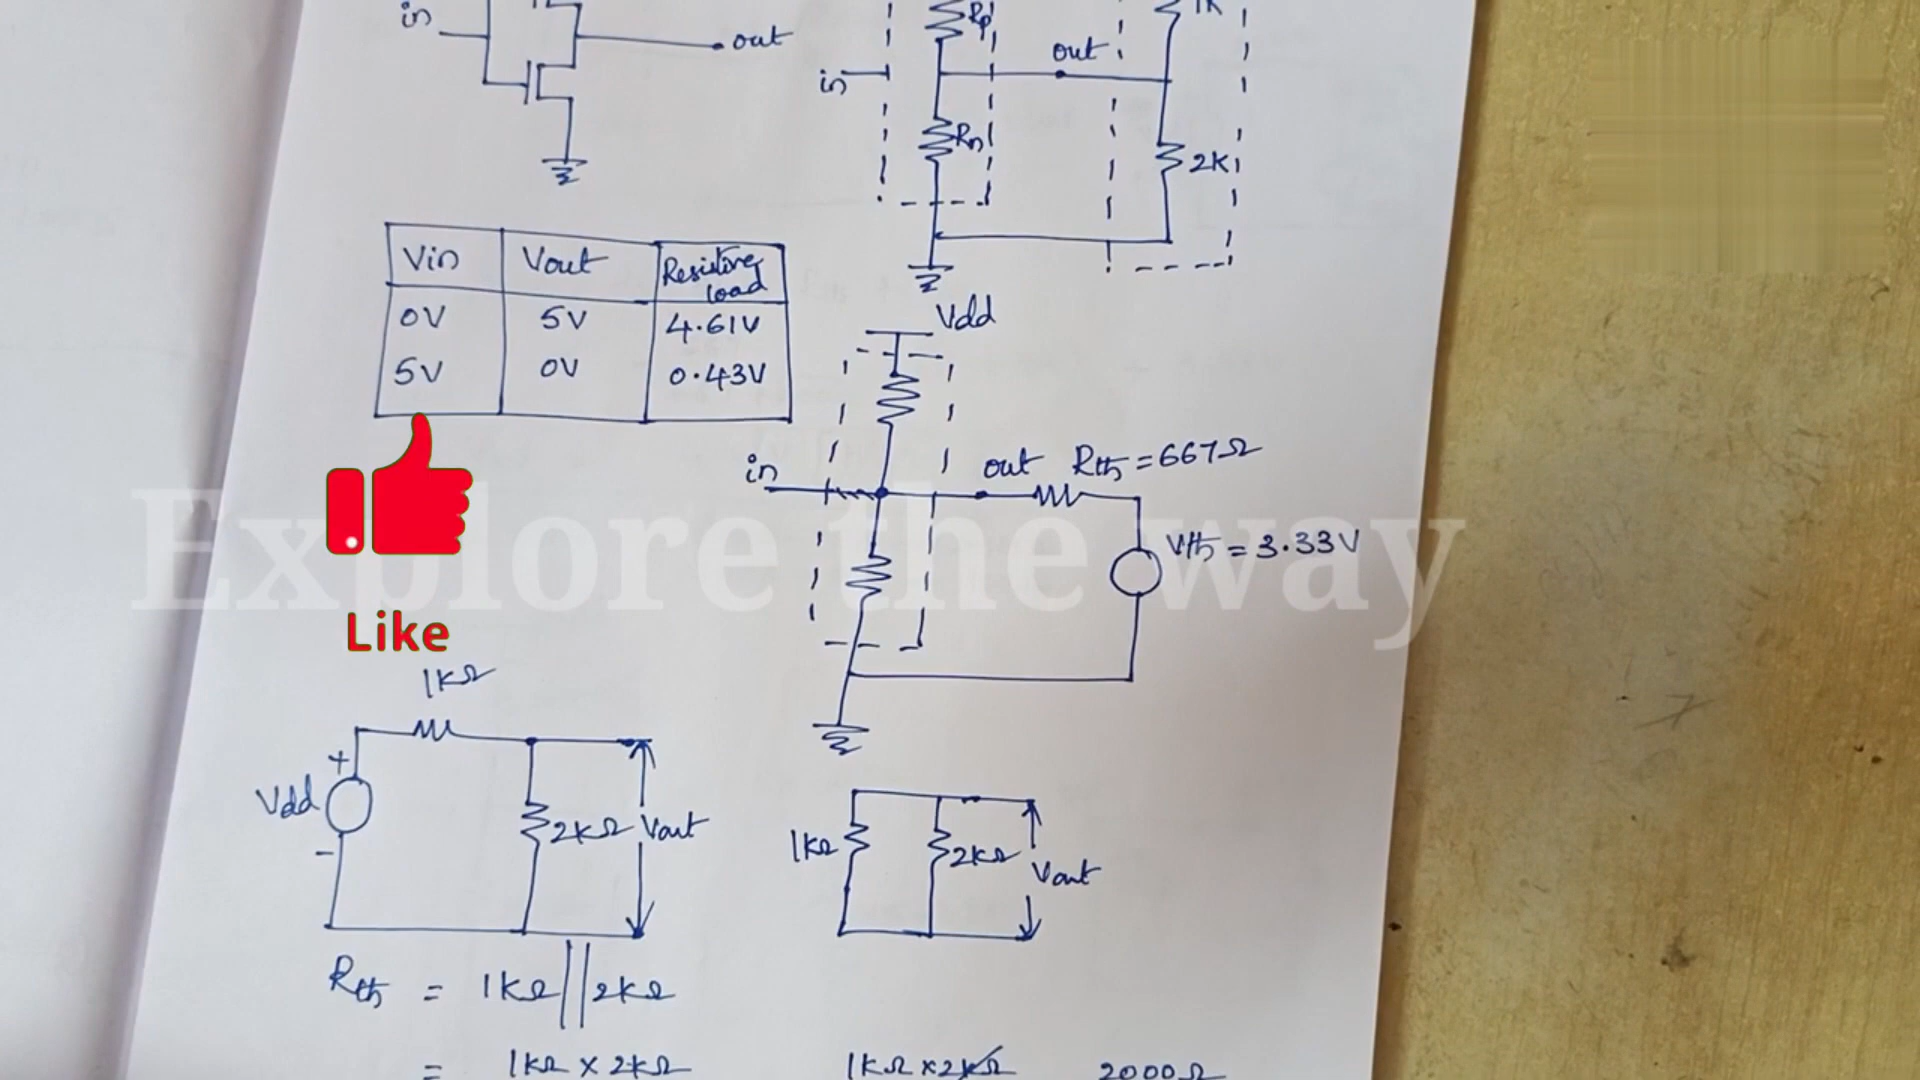 in
out
Rp
in
Rn
out
1K
2K
Vin Vout Resistive load
0V 5V 4.61V
5V 0V 0.43V
Vdd
in
out Rth = 667Ω
Vth = 3.33V
Explore the way
Like
1KΩ
Vdd
+
-
2KΩ Vout
1KΩ
2KΩ
Vout
Rth = 1KΩ || 2KΩ
= 1KΩ x 2KΩ 1KΩ x 2KΩ 2000Ω